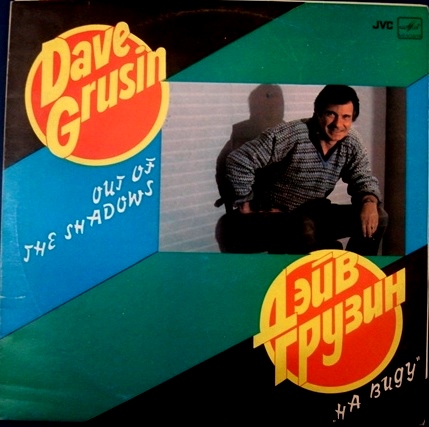 Dave
Grusin
JVC
OUT OF
THE SHADOWS
Дэйв
Грузин
„НА ВИДУ"